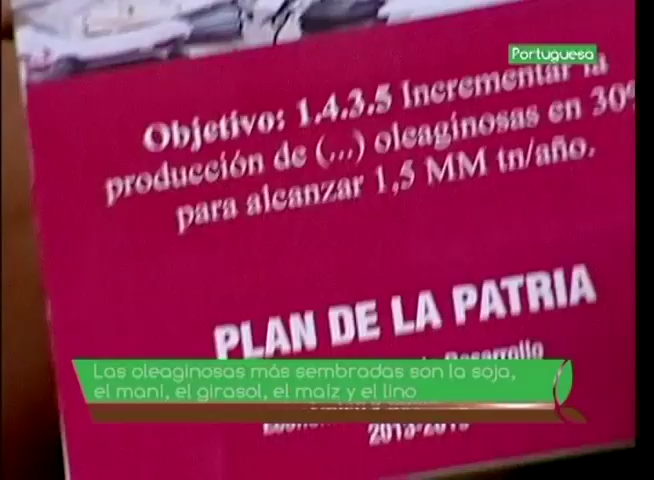 Portuguesa
Objetivo: 1.4.3.5 Incrementar la
producción de (...) oleaginosas en 30%
para alcanzar 1,5 MM tn/año.
PLAN DE LA PATRIA
Desarrollo
Las oleaginosas más sembradas son la soja,
el maní, el girasol, el maíz y el lino
2013-2019